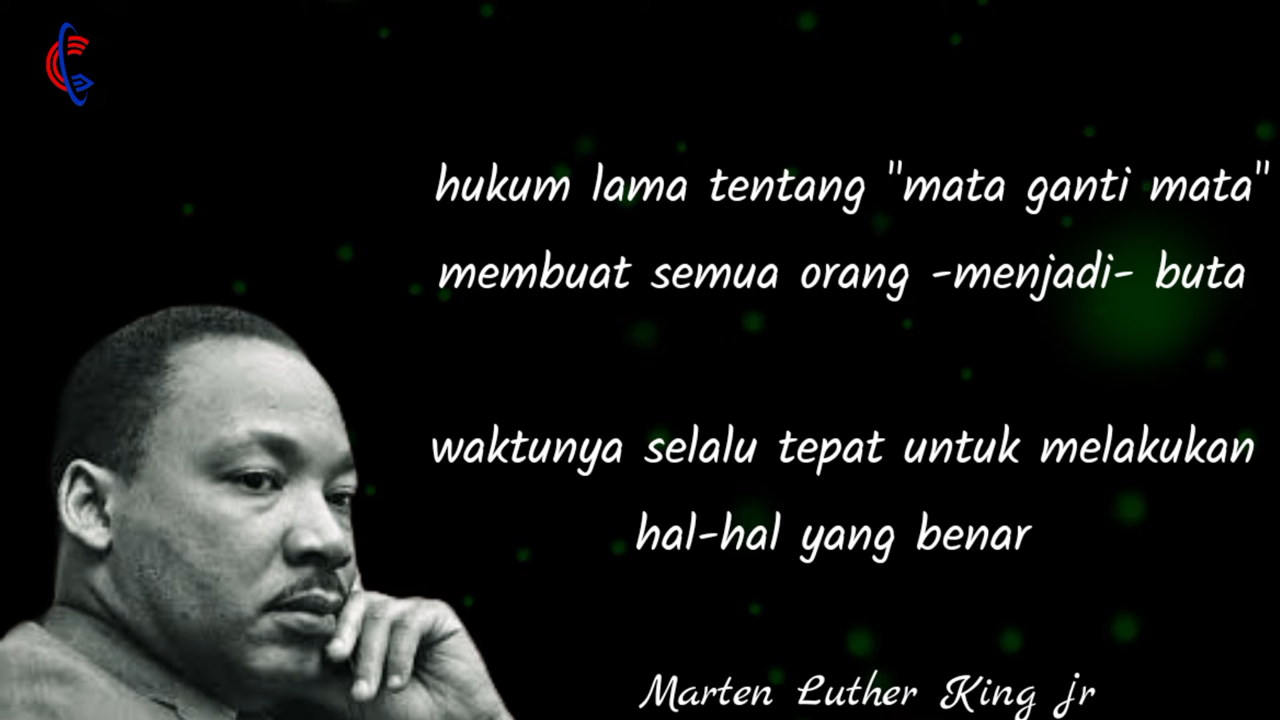 hukum lama tentang "mata ganti mata"
membuat semua orang -menjadi- buta
waktunya selalu tepat untuk melakukan
hal-hal yang benar
Marten Luther King jr